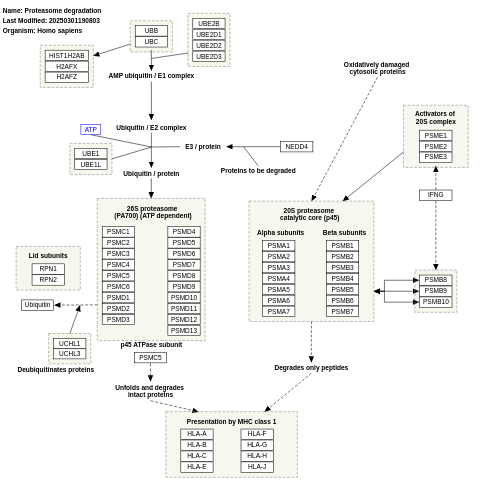 Name: Proteasome degradation
Last Modified: 20250301190803
Organism: Homo sapiens
UBB
UBC
UBE2B
UBE2D1
UBE2D2
UBE2D3
HIST1H2AB
H2AFX
H2AFZ
AMP ubiquitin / E1 complex
Oxidatively damaged
cytosolic proteins
Activators of
20S complex
PSME1
PSME2
PSME3
ATP
Ubiquitin / E2 complex
E3 / protein
NEDD4
UBE1
UBE1L
Ubiquitin / protein
Proteins to be degraded
IFNG
26S proteasome
(PA700) (ATP dependent)
PSMC1
PSMC2
PSMC3
PSMC4
PSMC5
PSMC6
PSMD1
PSMD2
PSMD3
PSMD4
PSMD5
PSMD6
PSMD7
PSMD8
PSMD9
PSMD10
PSMD11
PSMD12
PSMD13
20S proteasome
catalytic core (p45)
Alpha subunits
Beta subunits
PSMA1
PSMA2
PSMA3
PSMA4
PSMA5
PSMA6
PSMA7
PSMB1
PSMB2
PSMB3
PSMB4
PSMB5
PSMB6
PSMB7
PSMB8
PSMB9
PSMB10
Lid subunits
RPN1
RPN2
Ubiquitin
UCHL1
UCHL3
Deubiquitinates proteins
p45 ATPase subunit
PSMC5
Unfolds and degrades
intact proteins
Degrades only peptides
Presentation by MHC class 1
HLA-A
HLA-B
HLA-C
HLA-E
HLA-F
HLA-G
HLA-H
HLA-J